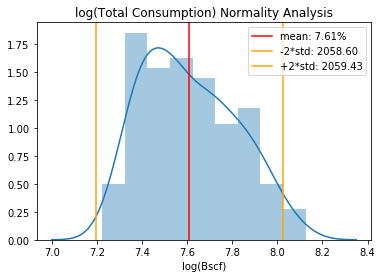 log(Total Consumption) Normality Analysis
mean: 7.61%
-2*std: 2058.60
+2*std: 2059.43
1.75
1.50
1.25
1.00
0.75
0.50
0.25
0.00
7.0 7.2 7.4 7.6 7.8 8.0 8.2 8.4
log(Bscf)